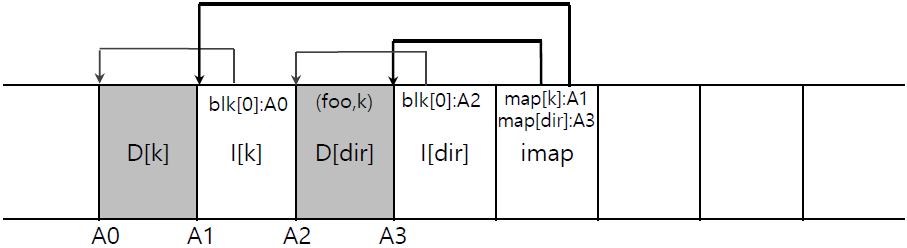 blk[0]:A0
(foo,k)
blk[0]:A2
map[k]:A1
map[dir]:A3
D[k]
I[k]
D[dir]
I[dir]
imap
A0
A1
A2
A3